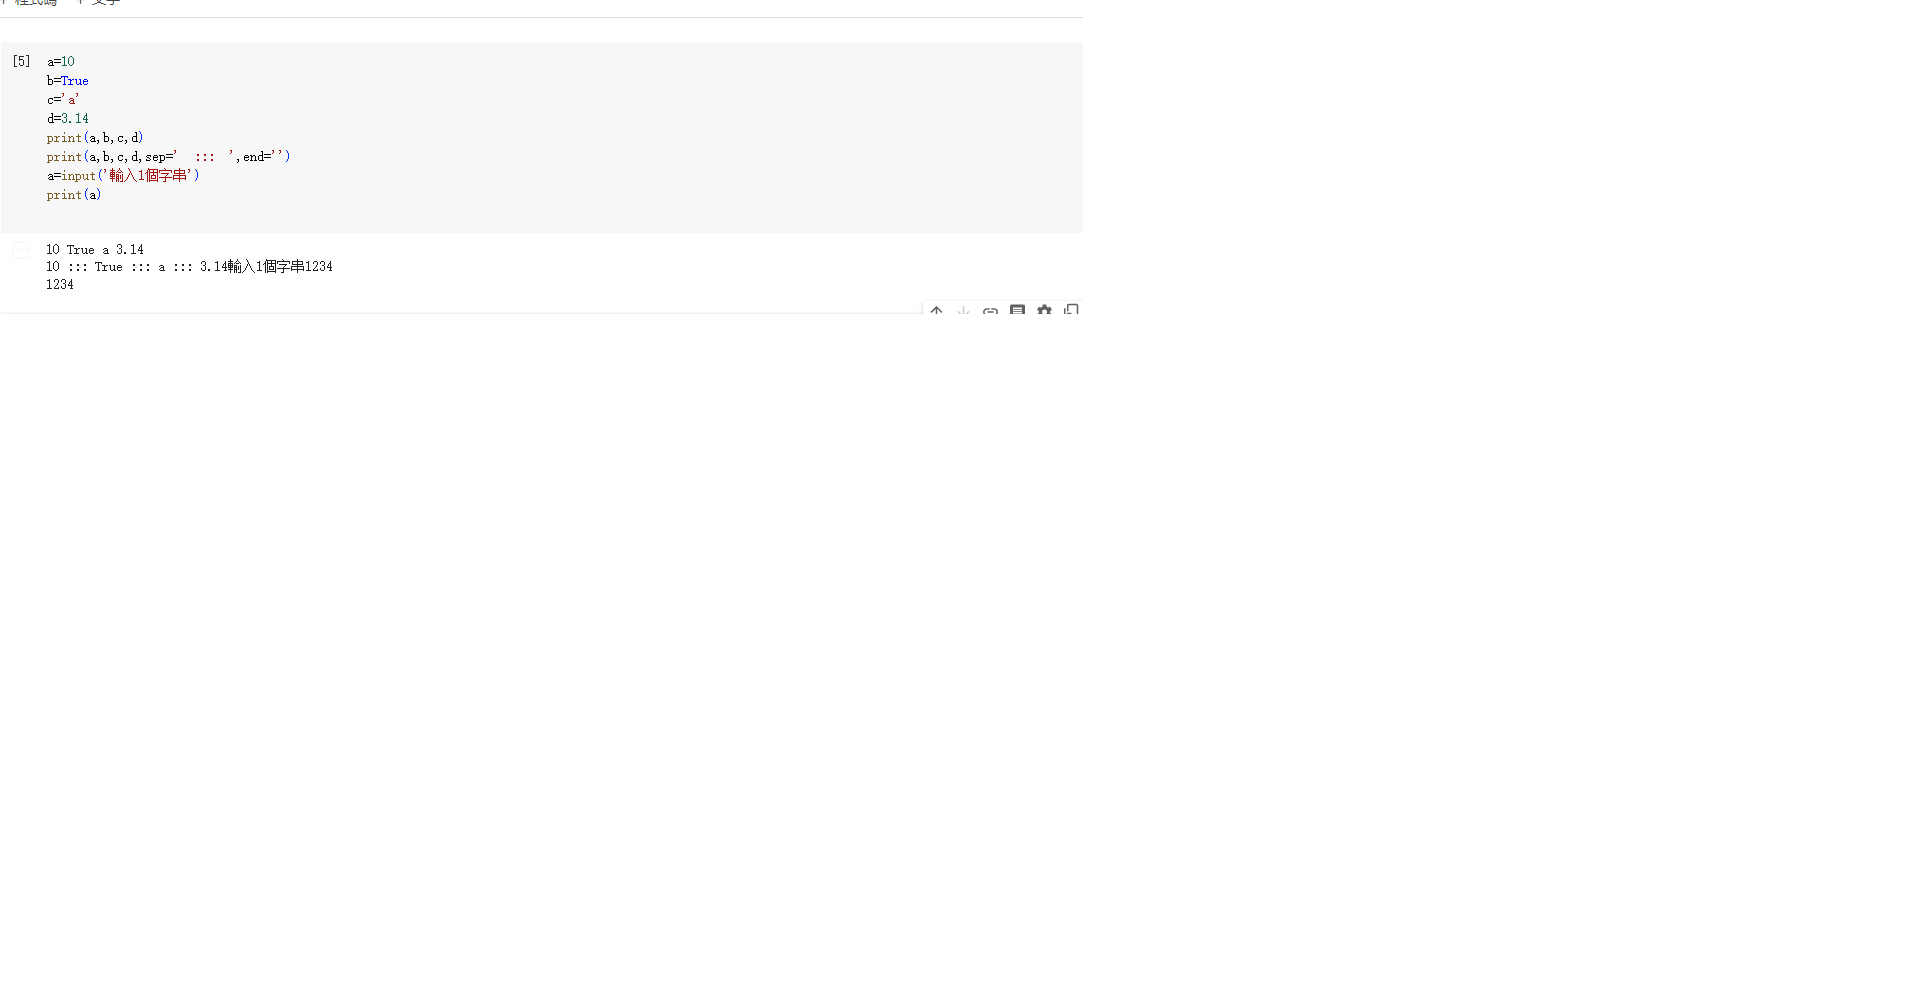 + 程式碼 + 文字
[5] a=10
b=True
c='a'
d=3.14
print(a,b,c,d)
print(a,b,c,d,sep=' ::: ',end='')
a=input('輸入1個字串')
print(a)
10 True a 3.14
10 ::: True ::: a ::: 3.14輸入1個字串1234
1234